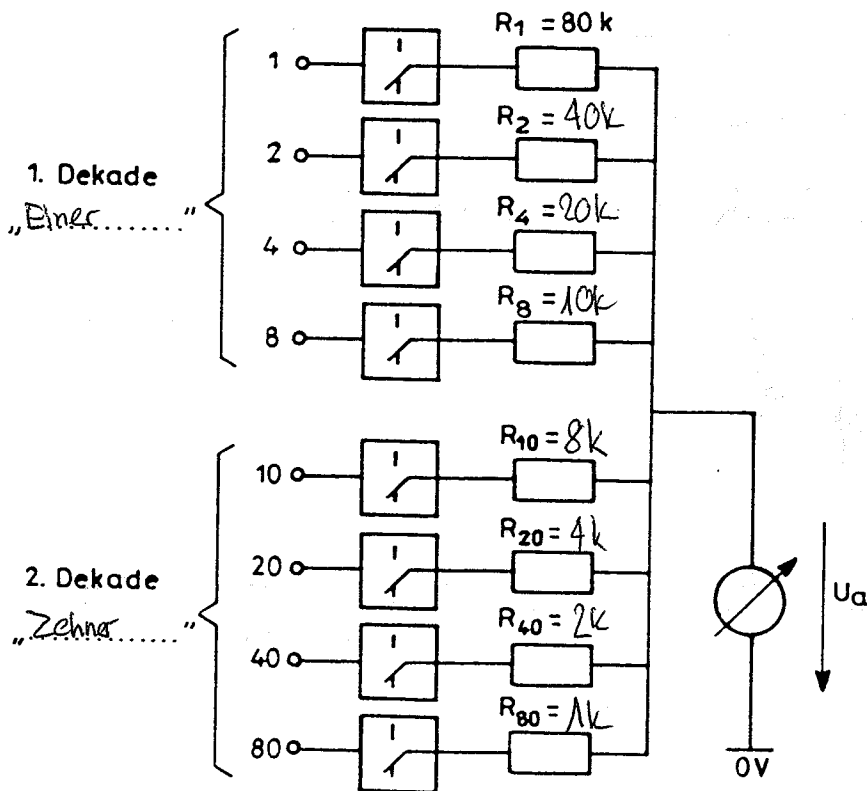 R1 = 80 k
1
R2 = 40k
2
1. Dekade
„Einer........“
R4 = 20k
4
R8 = 10k
8
R10 = 8k
10
R20 = 4k
20
2. Dekade
„Zehner.......“
R40 = 2k
40
R80 = 1k
80
Ua
0V